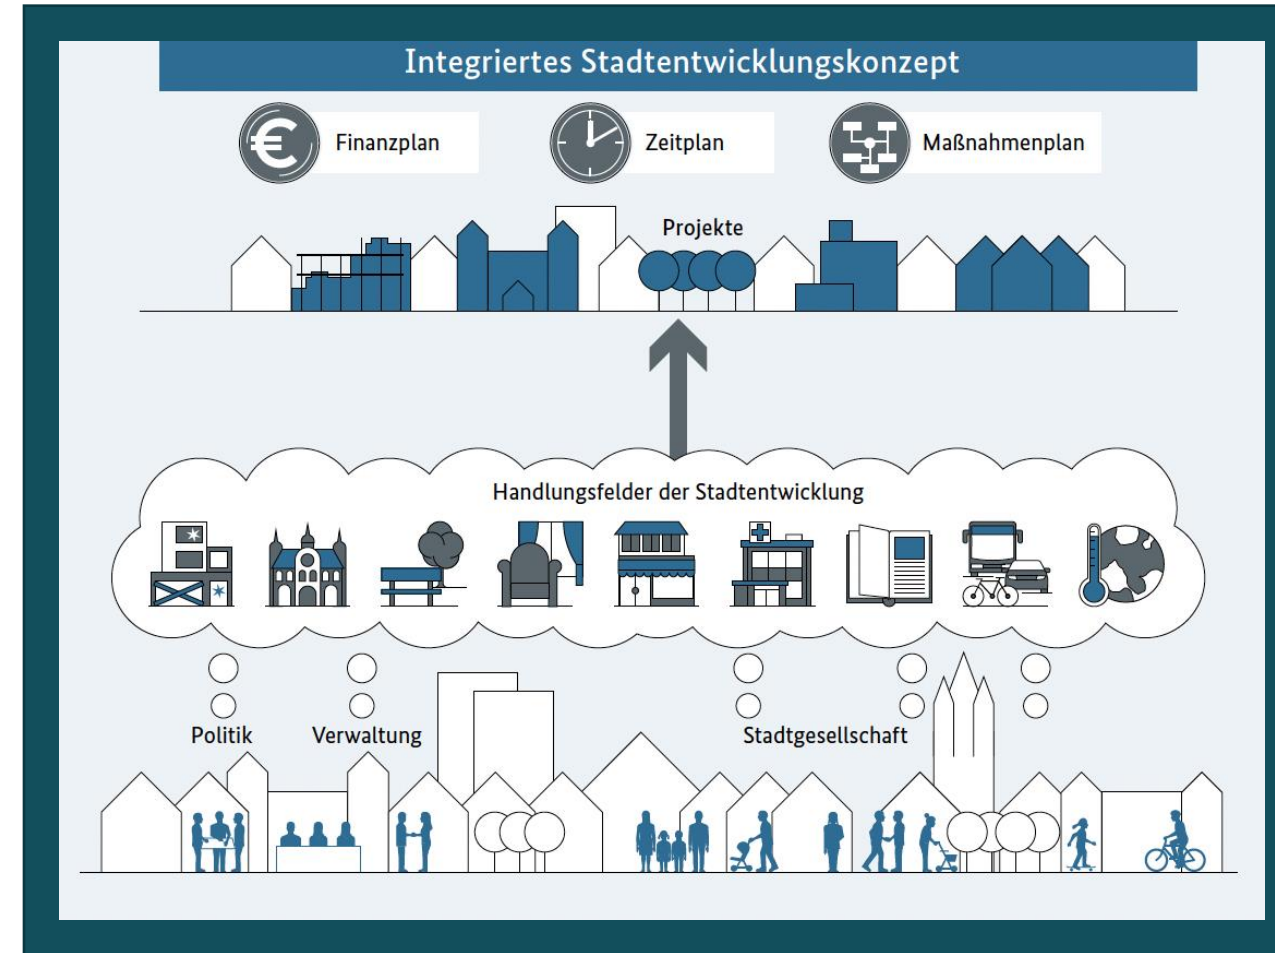 Integriertes Stadtentwicklungskonzept
Finanzplan
Zeitplan
Maßnahmenplan
Projekte
Handlungsfelder der Stadtentwicklung
Politik
Verwaltung
Stadtgesellschaft